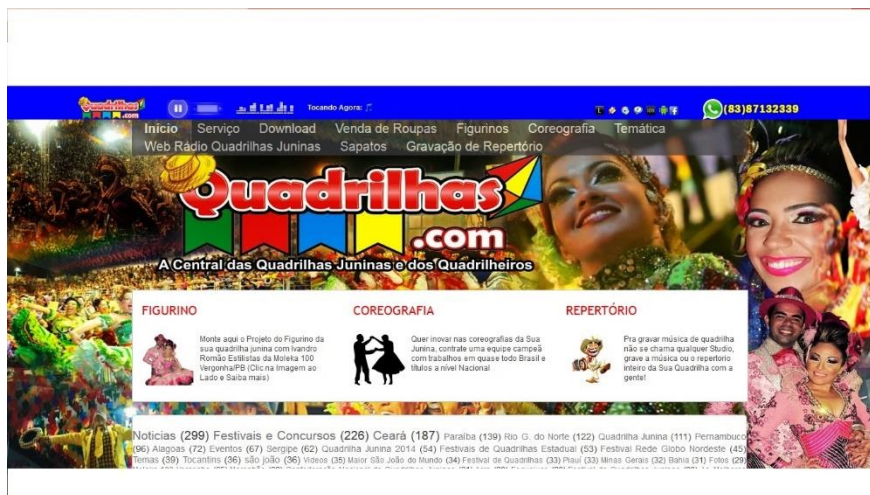 Quadrilhas
.com
Tocando Agora:
(83)87132339
Início Serviço Download Venda de Roupas Figurinos Coreografia Temática
Web Rádio Quadrilhas Juninas Sapatos Gravação de Repertório
Quadrilhas
.com
A Central das Quadrilhas Juninas e dos Quadrilheiros
FIGURINO
Monte aqui o Projeto do Figurino da
sua quadrilha junina com Ivandro
Romão Estilistas da Moleka 100
Vergonha/PB (Clic na Imagem ao
Lado e Saiba mais)
COREOGRAFIA
Quer inovar nas coreografias da Sua
Junina, contrate uma equipe campeã
com trabalhos em quase todo Brasil e
títulos a nível Nacional
REPERTÓRIO
Pra gravar música de quadrilha
não se chama qualquer Studio,
grave a música ou o repertorio
inteiro da Sua Quadrilha com a
gente!
Noticias (299) Festivais e Concursos (226) Ceará (187) Paraíba (139) Rio G. do Norte (122) Quadrilha Junina (111) Pernambuco
(96) Alagoas (72) Eventos (67) Sergipe (62) Quadrilha Junina 2014 (54) Festivais de Quadrilhas Estadual (53) Festival Rede Globo Nordeste (45)
Temas (39) Tocantins (36) são joão (36) Videos (35) Maior São João do Mundo (34) Festival de Quadrilhas (33) Piauí (33) Minas Gerais (32) Bahia (31) Fotos (29)